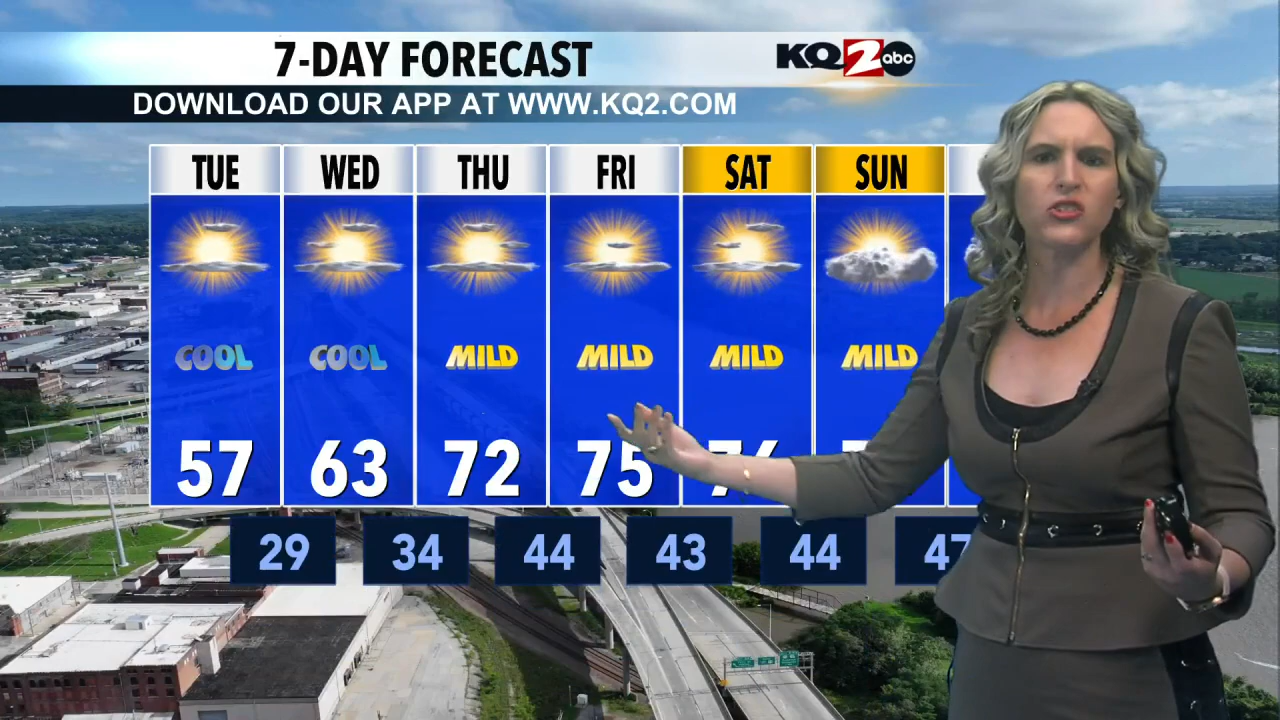 7-DAY FORECAST
KQ2 abc
DOWNLOAD OUR APP AT WWW.KQ2.COM
TUE WED THU FRI SAT SUN
COOL COOL MILD MILD MILD MILD
57 63 72 75
29 34 44 43 44 47